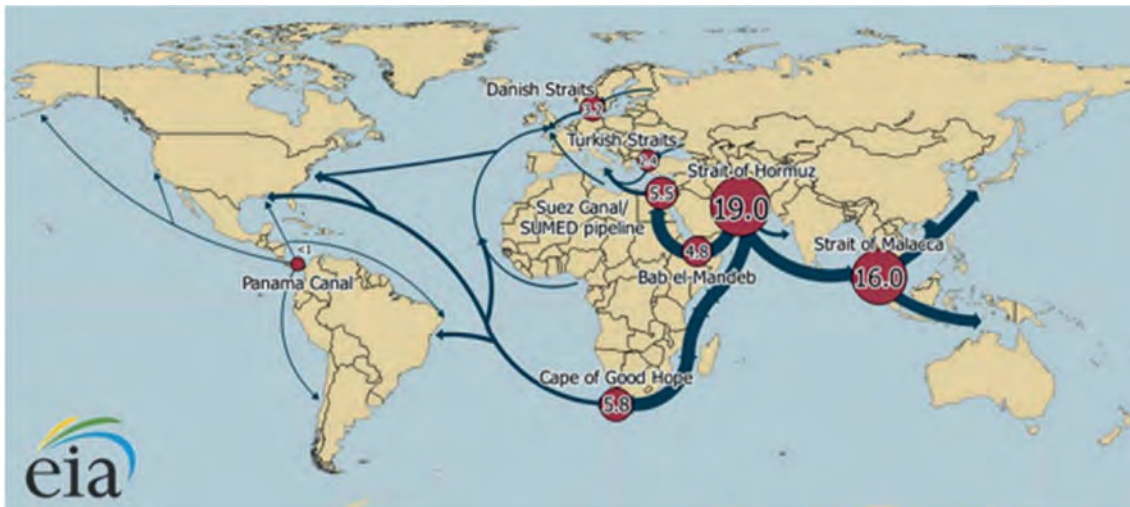 Danish Straits
3.2
Turkish Straits
2.4
Strait of Hormuz
5.5
19.0
Suez Canal/
SUMED pipeline
Strait of Malacca
4.8
<1
Bab el-Mandeb
16.0
Panama Canal
Cape of Good Hope
5.8
eia